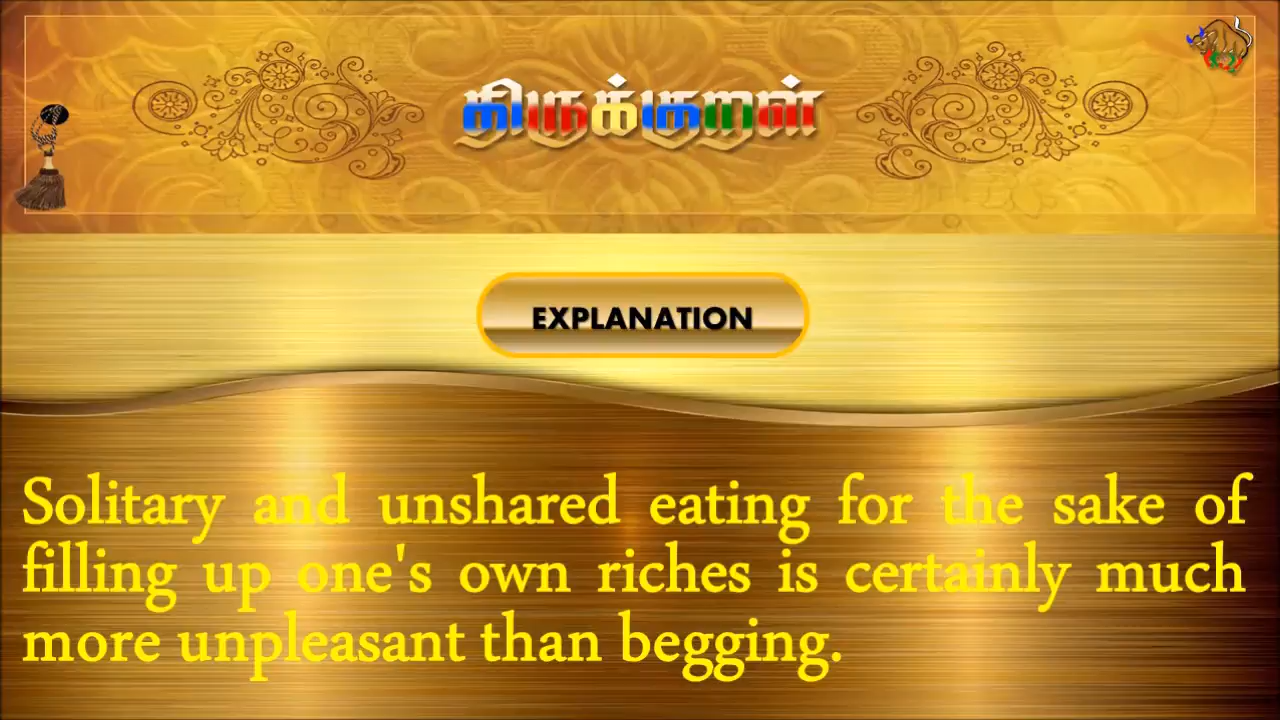 திருக்குறள்
EXPLANATION
Solitary and unshared eating for the sake of
filling up one's own riches is certainly much
more unpleasant than begging.